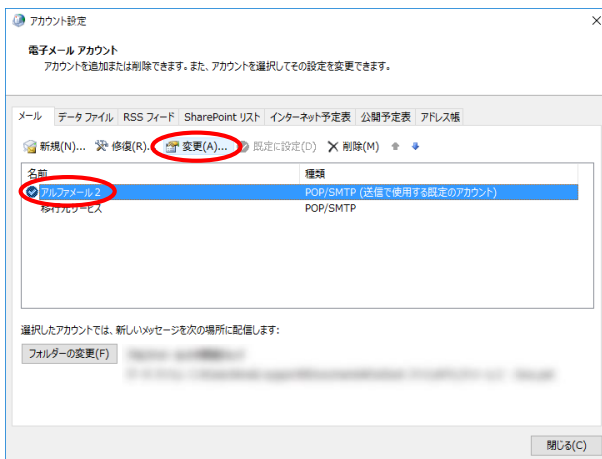 アカウント設定
電子メール アカウント
アカウントを追加または削除できます。また、アカウントを選択してその設定を変更できます。
メール データ ファイル RSS フィード SharePoint リスト インターネット予定表 公開予定表 アドレス帳
新規(N)... 修復(R)... 変更(A)... 既定に設定(D) 削除(M)
名前 種類
アルファメール2 POP/SMTP (送信で使用する既定のアカウント)
移行元サービス POP/SMTP
選択したアカウントでは、新しいメッセージを次の場所に配信します:
フォルダーの変更(F)
閉じる(C)